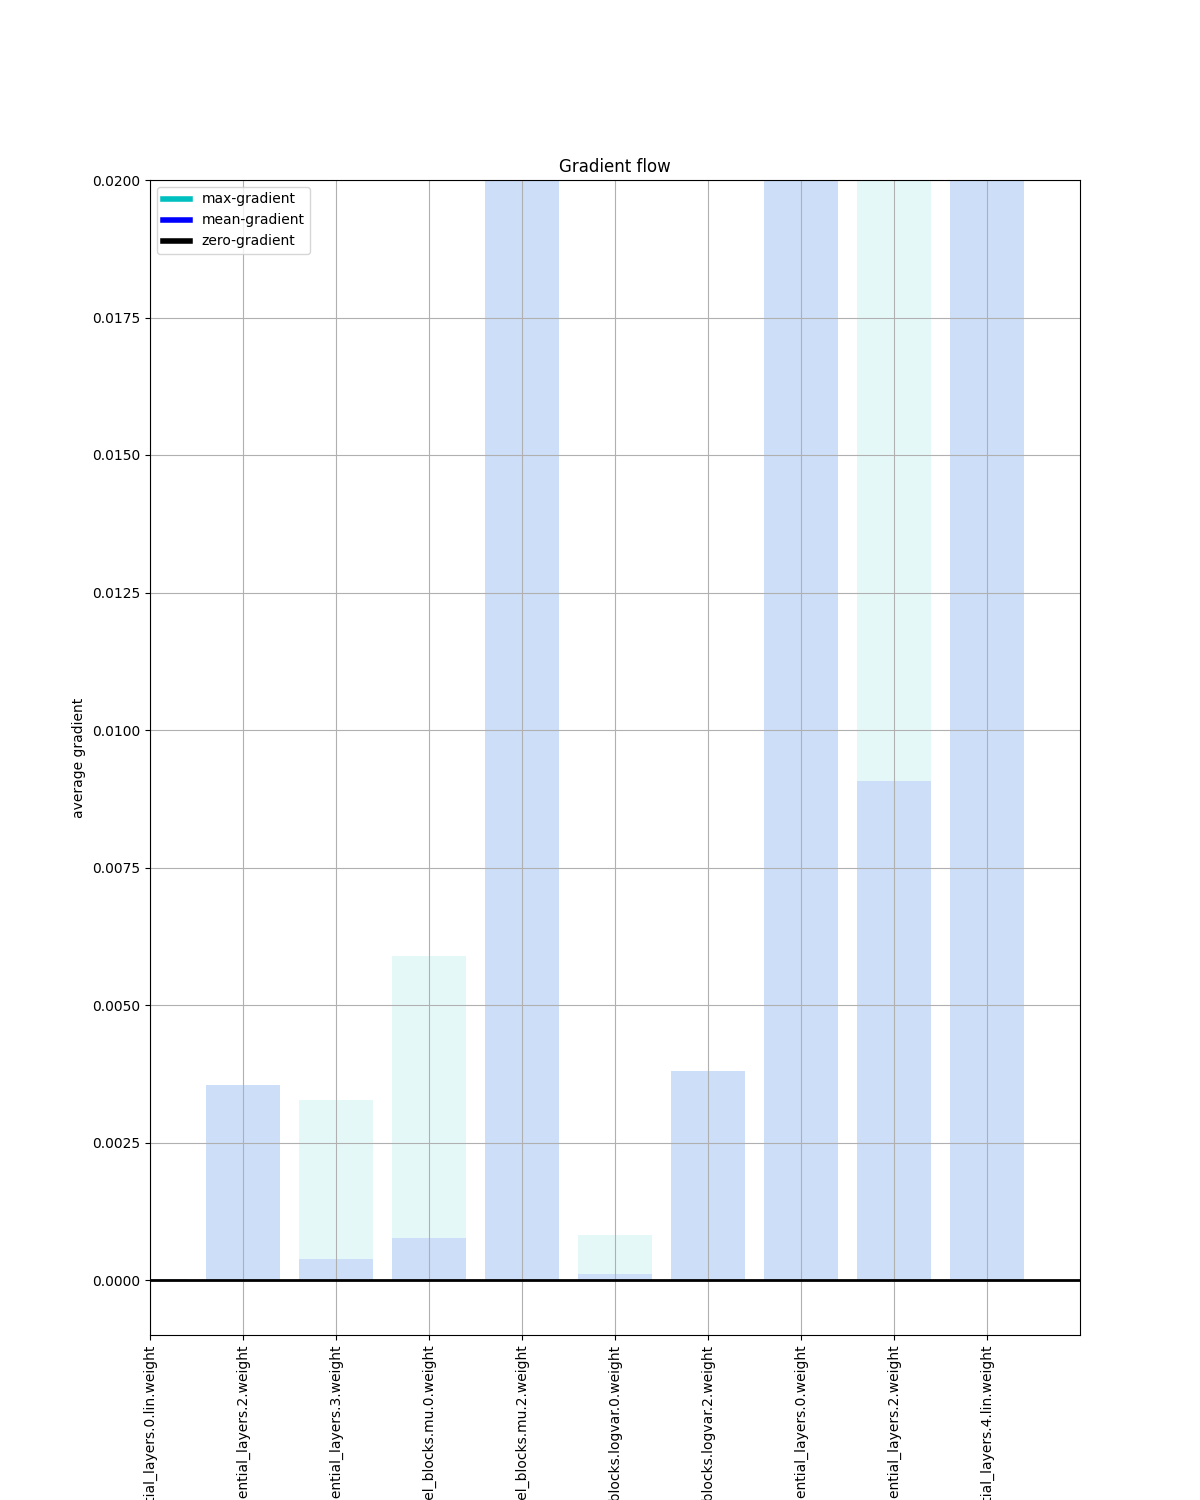 Gradient flow
max-gradient
mean-gradient
zero-gradient
0.0200
0.0175
0.0150
0.0125
0.0100
0.0075
0.0050
0.0025
0.0000
average gradient
tial_layers.0.lin.weight
ential_layers.2.weight
ential_layers.3.weight
el_blocks.mu.0.weight
el_blocks.mu.2.weight
blocks.logvar.0.weight
blocks.logvar.2.weight
ential_layers.0.weight
ential_layers.2.weight
tial_layers.4.lin.weight